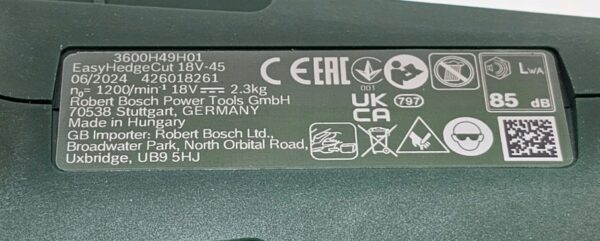 3600H49H01
EasyHedgeCut 18V-45
06/2024 426018261
n₀= 1200/min⁻¹ 18V⎓ 2.3kg
Robert Bosch Power Tools GmbH
70538 Stuttgart, GERMANY
Made in Hungary
GB Importer: Robert Bosch Ltd.,
Broadwater Park, North Orbital Road,
Uxbridge, UB9 5HJ
CE EAC
001
UK
CA
797
LWA
85 dB